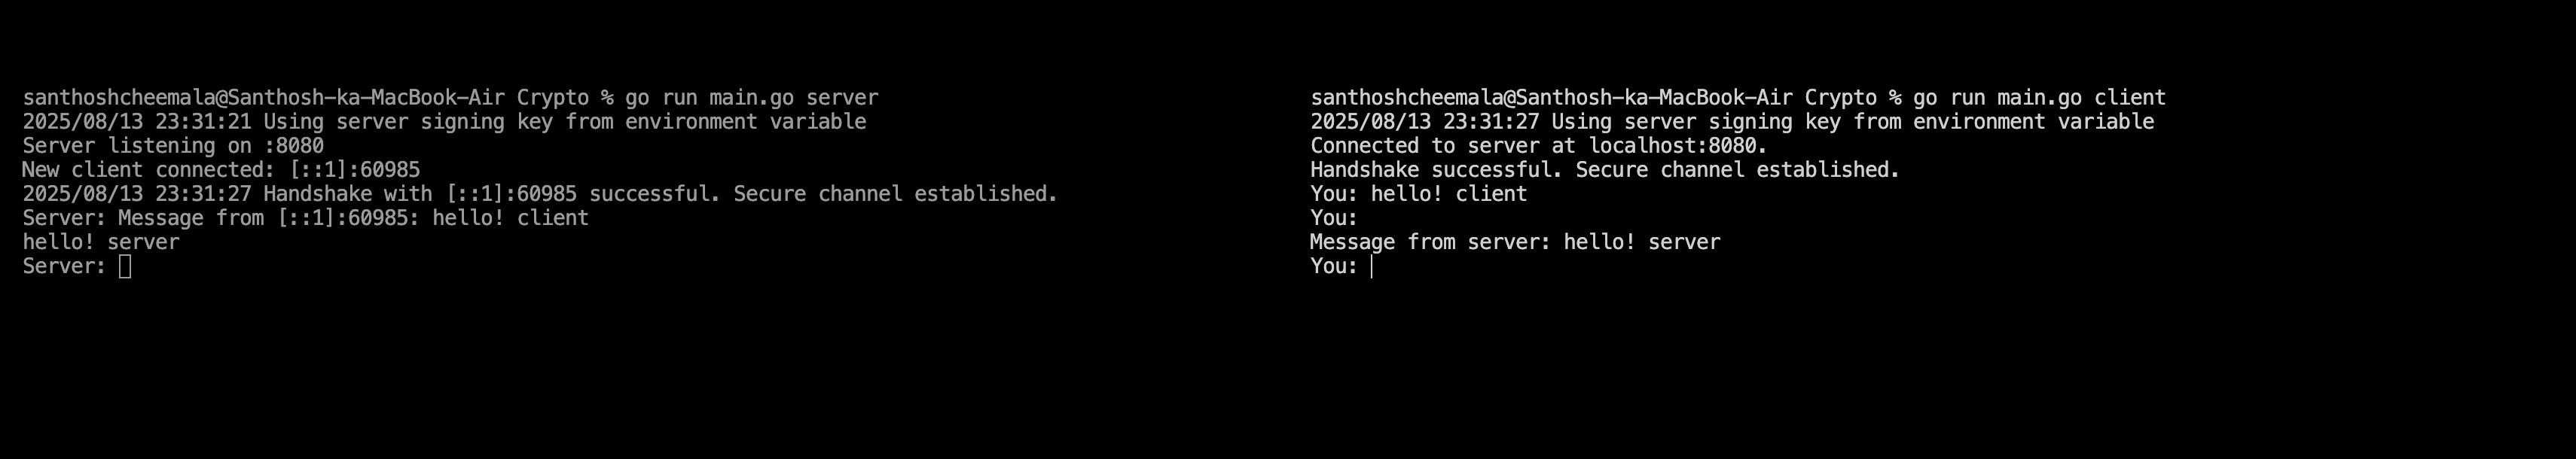 santhoshcheemala@Santhosh-ka-MacBook-Air Crypto % go run main.go server
2025/08/13 23:31:21 Using server signing key from environment variable
Server listening on :8080
New client connected: [::1]:60985
2025/08/13 23:31:27 Handshake with [::1]:60985 successful. Secure channel established.
Server: Message from [::1]:60985: hello! client
hello! server
Server:
santhoshcheemala@Santhosh-ka-MacBook-Air Crypto % go run main.go client
2025/08/13 23:31:27 Using server signing key from environment variable
Connected to server at localhost:8080.
Handshake successful. Secure channel established.
You: hello! client
You:
Message from server: hello! server
You: